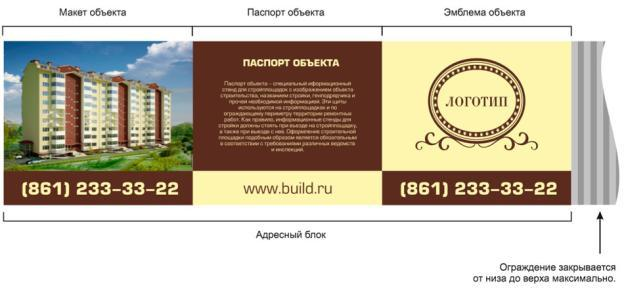 Макет объекта
Паспорт объекта
Эмблема объекта
ПАСПОРТ ОБЪЕКТА
Паспорт объекта – специальный информационный
стенд для стройплощадок с изображением объекта
строительства, названием стройки, генподрядчика и
прочей необходимой информацией. Эти щиты
используются на стройплощадках и по
ограждающему периметру территории ремонтных
работ. Как правило, информационные стенды для
стройки должны стоять при въезде на стройплощадку,
а также при выезде с нее. Оформление строительной
площадки подобным образом является обязательным
в соответствии с требованиями различных ведомств
и инспекций.
ЛОГОТИП
(861) 233-33-22
www.build.ru
(861) 233-33-22
Адресный блок
Ограждение закрывается
от низа до верха максимально.